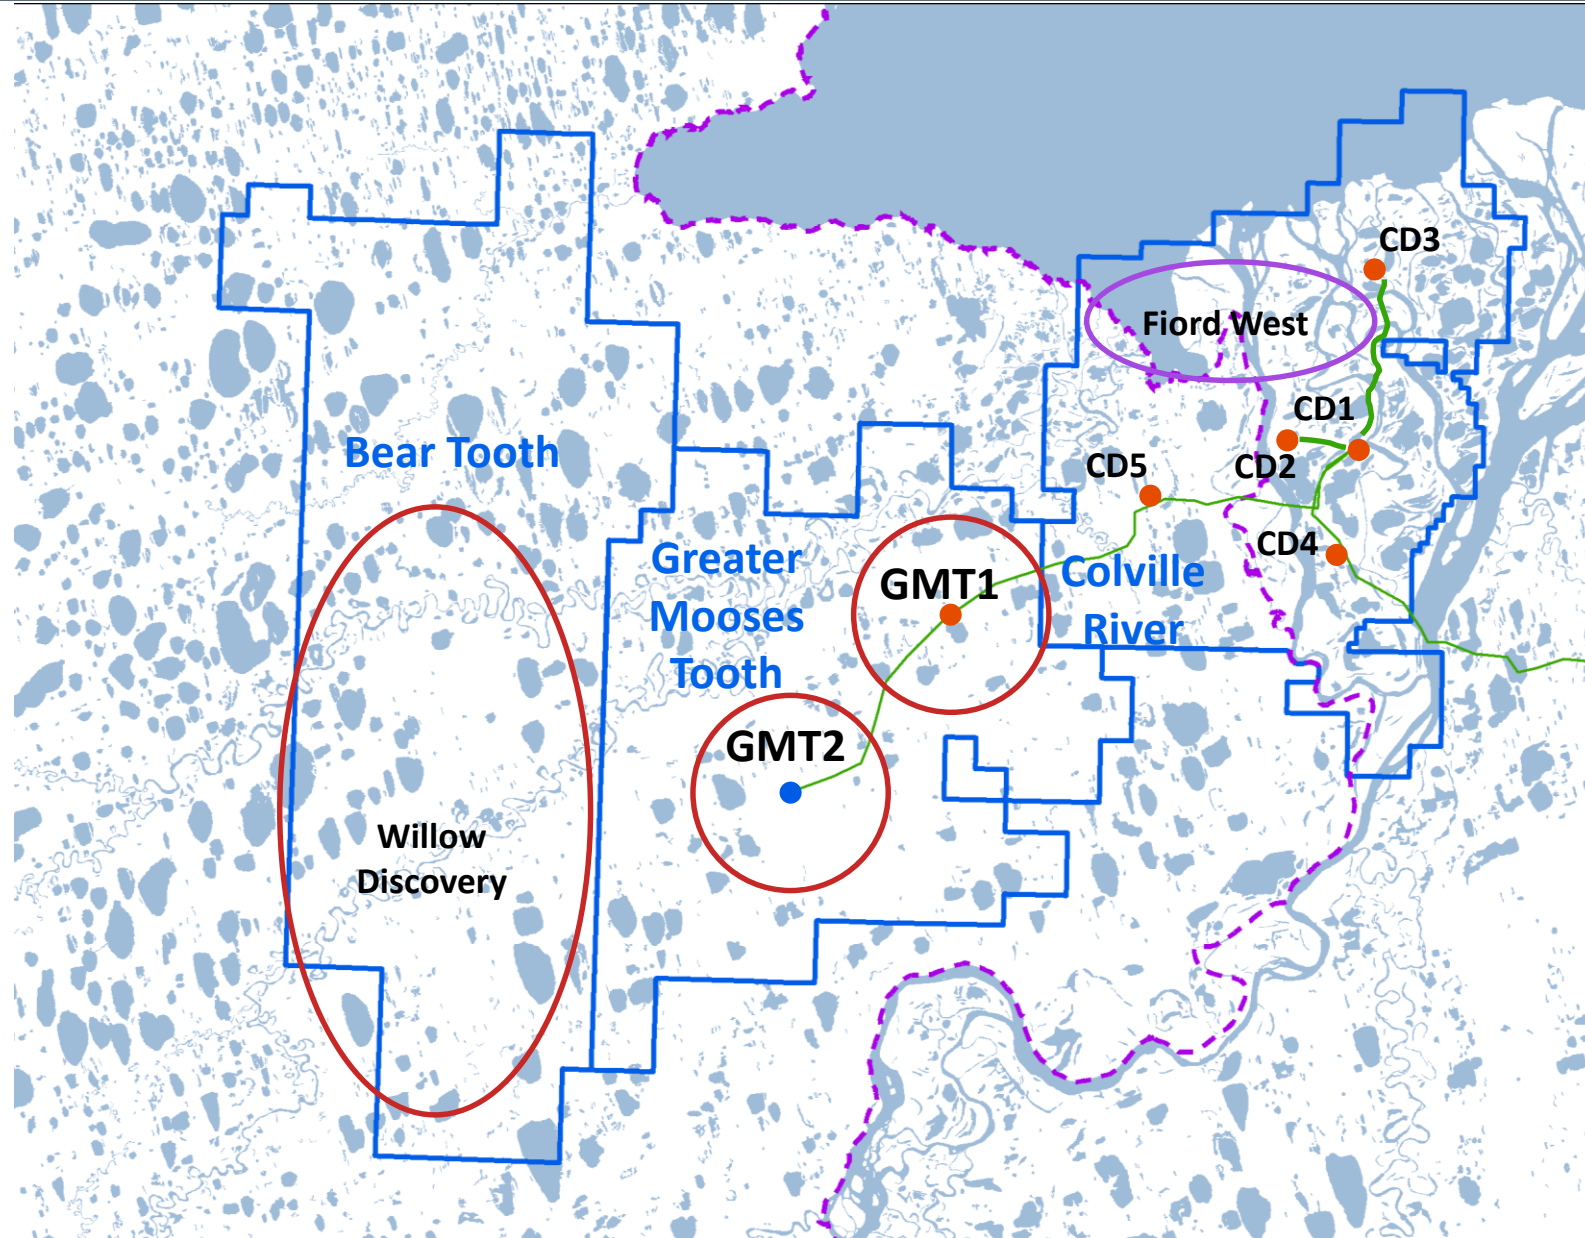 CD3
Fiord West
CD1
CD2
CD5
Bear Tooth
CD4
Greater
Mooses
Tooth
GMT1
Colville
River
GMT2
Willow
Discovery